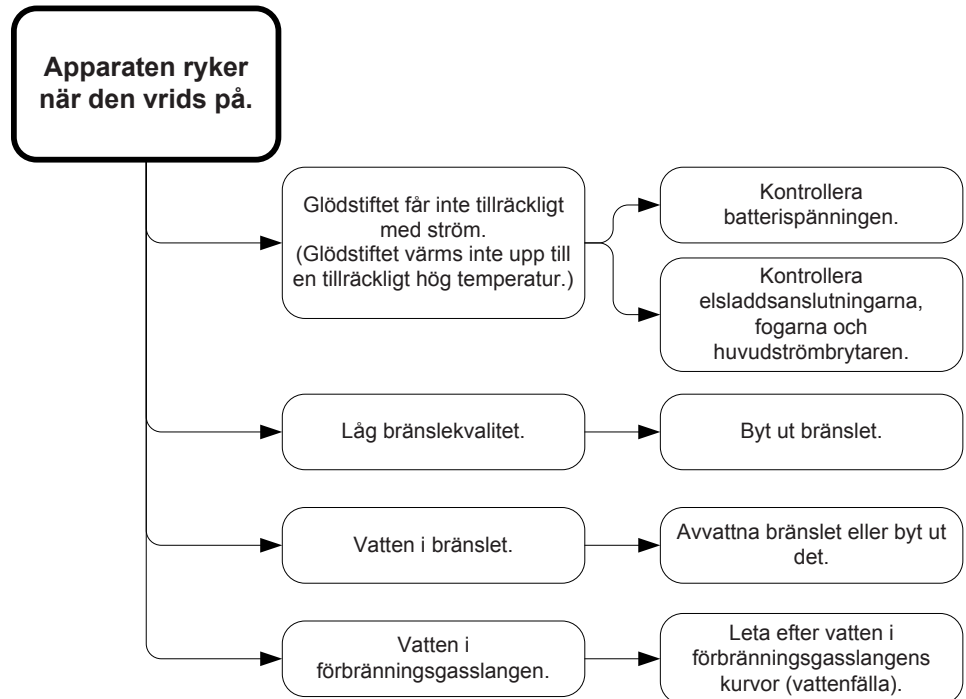 Apparaten ryker
när den vrids på.
Glödstiftet får inte tillräckligt
med ström.
(Glödstiftet värms inte upp till
en tillräckligt hög temperatur.)
Kontrollera
batterispänningen.
Kontrollera
elsladdsanslutningarna,
fogarna och
huvudströmbrytaren.
Låg bränslekvalitet.
Byt ut bränslet.
Vatten i bränslet.
Avvattna bränslet eller byt ut
det.
Vatten i
förbränningsgasslangen.
Leta efter vatten i
förbränningsgasslangens
kurvor (vattenfälla).